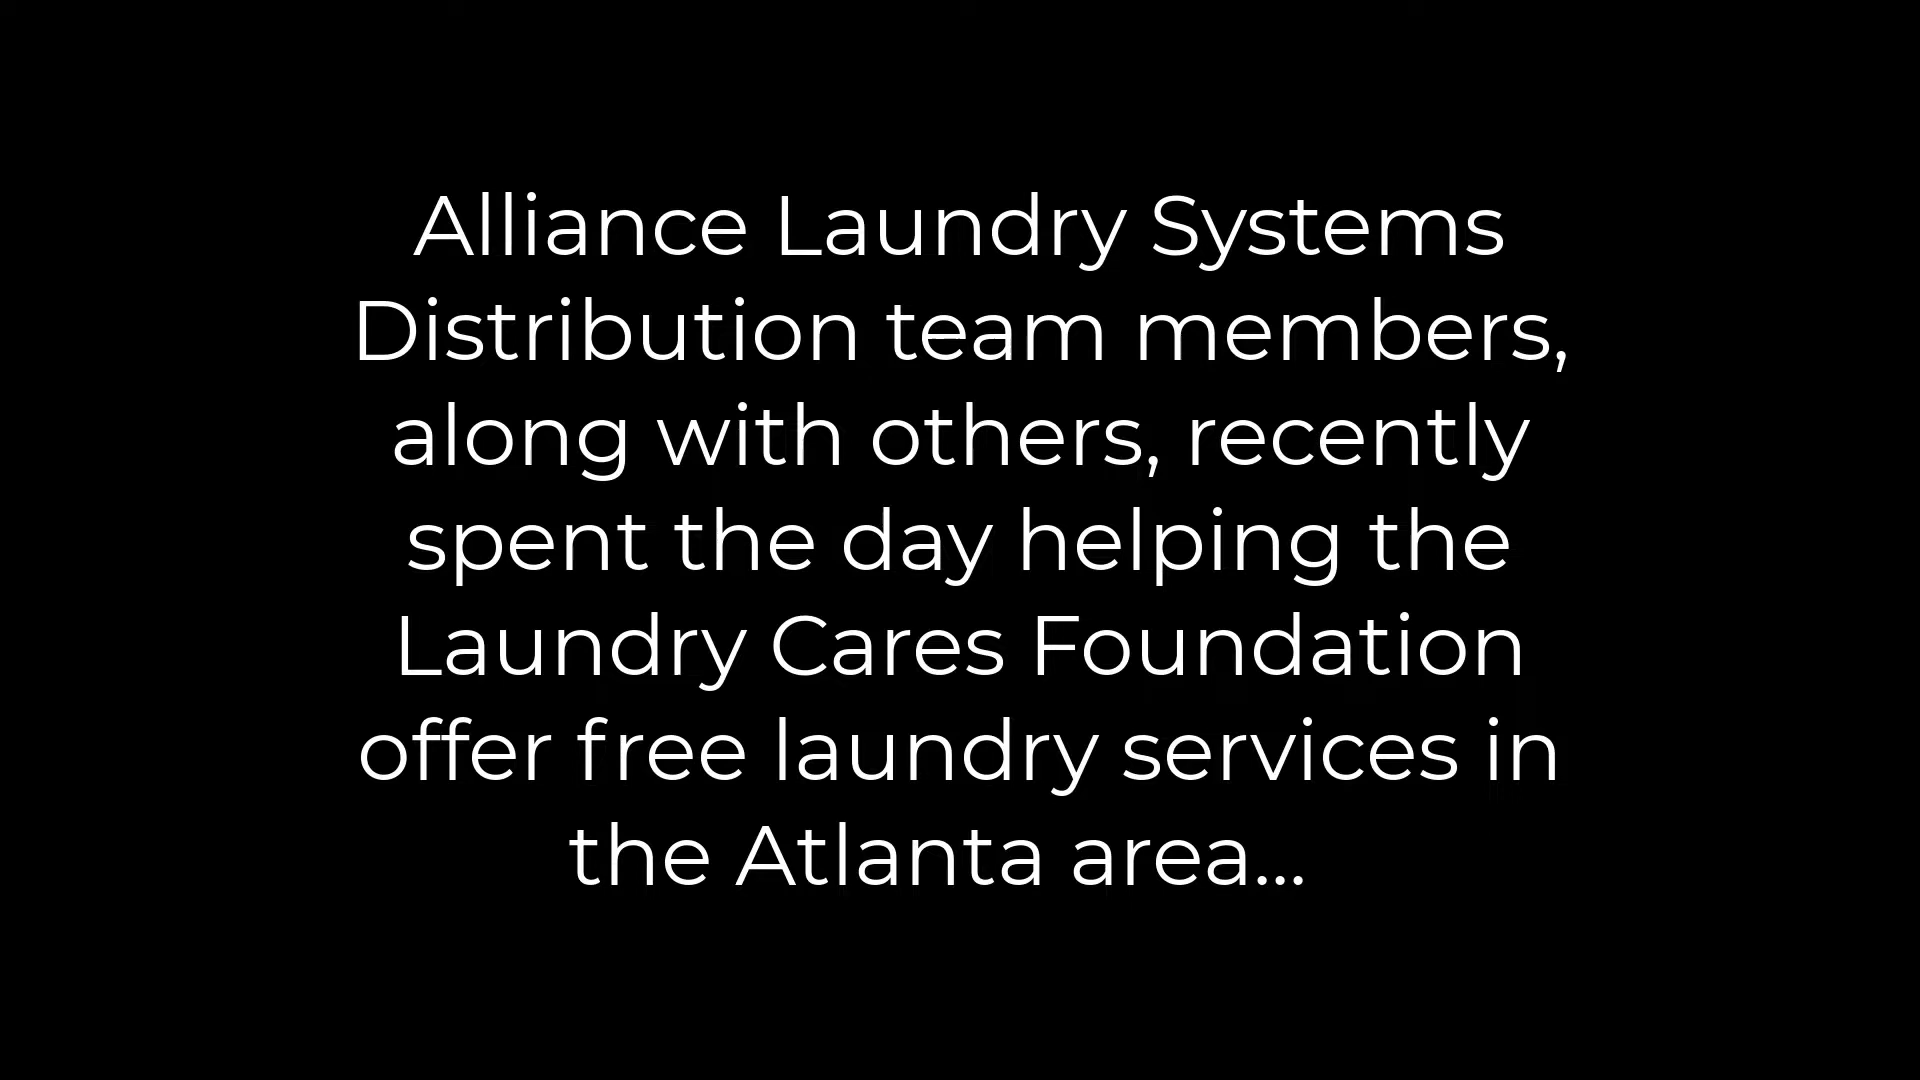 Alliance Laundry Systems
Distribution team members,
along with others, recently
spent the day helping the
Laundry Cares Foundation
offer free laundry services in
the Atlanta area...